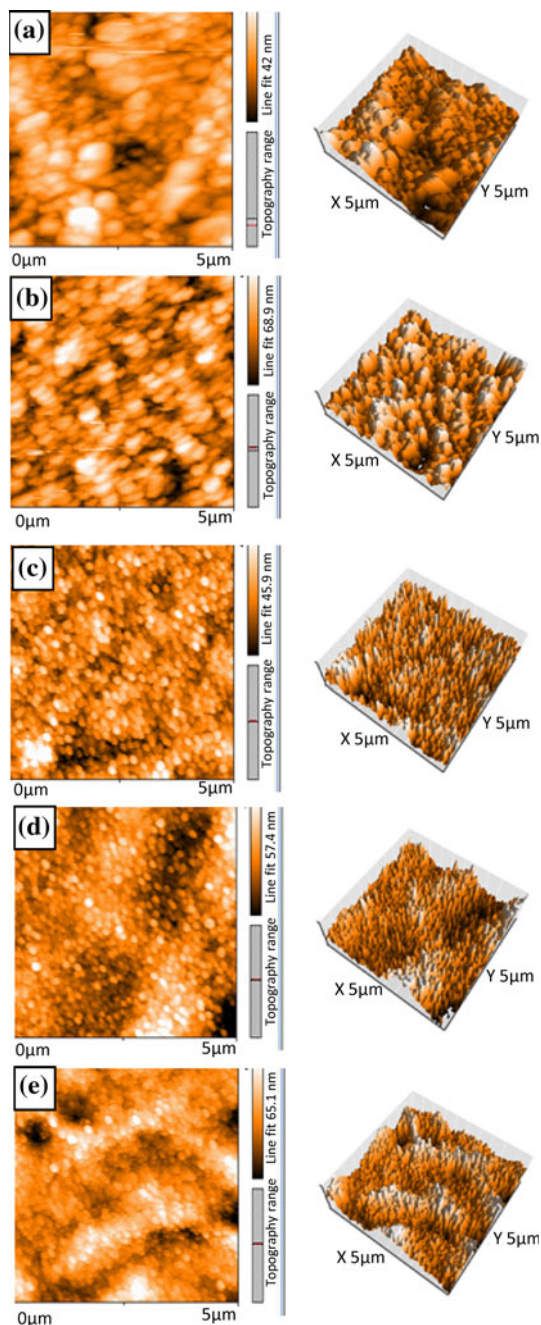 (a)
Line fit 42 nm
Topography range
0µm
5µm
X 5µm
Y 5µm
(b)
Line fit 68.9 nm
Topography range
0µm
5µm
X 5µm
Y 5µm
(c)
Line fit 45.9 nm
Topography range
0µm
5µm
X 5µm
Y 5µm
(d)
Line fit 57.4 nm
Topography range
0µm
5µm
X 5µm
Y 5µm
(e)
Line fit 65.1 nm
Topography range
0µm
5µm
X 5µm
Y 5µm